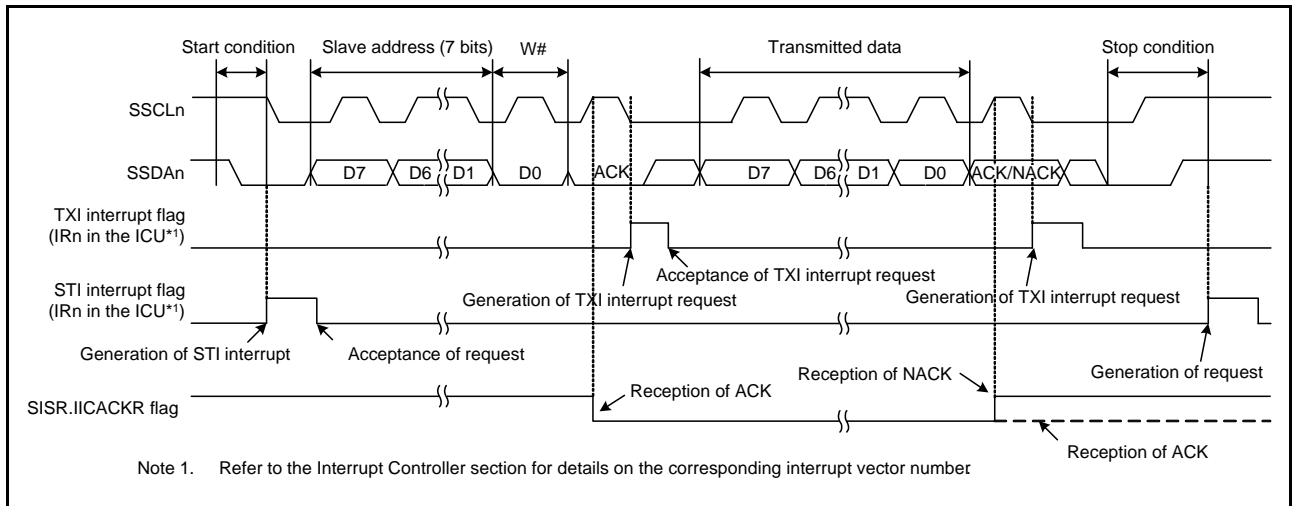 Start condition Slave address (7 bits) W# Transmitted data Stop condition
SSCLn
SSDAn D7 D6 D1 D0 ACK D7 D6 D1 D0 ACK/NACK
TXI interrupt flag
(IRn in the ICU*1)
Acceptance of TXI interrupt request
Generation of TXI interrupt request Generation of TXI interrupt request
STI interrupt flag
(IRn in the ICU*1)
Generation of STI interrupt Acceptance of request
Generation of request
Reception of NACK
Reception of ACK
SISR.IICACKR flag
Reception of ACK
Note 1. Refer to the Interrupt Controller section for details on the corresponding interrupt vector number